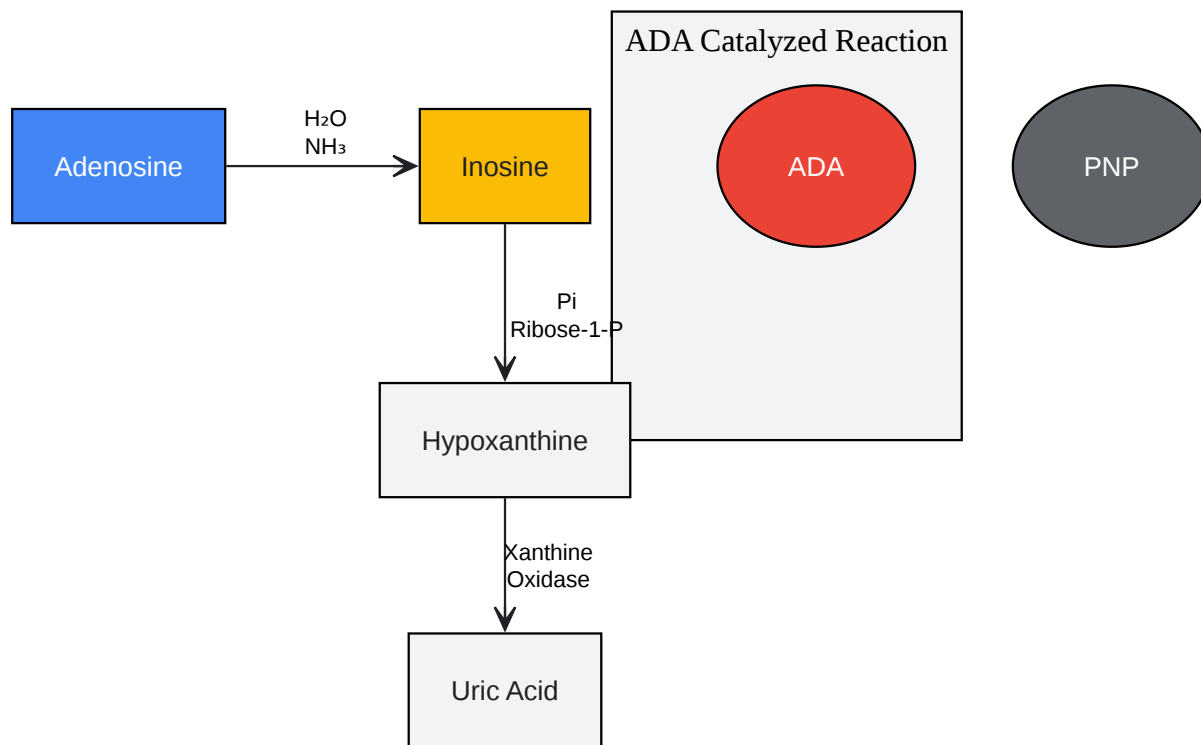 ADA Catalyzed Reaction
Adenosine
H₂O
NH₃
Inosine
ADA
PNP
Pi
Ribose-1-P
Hypoxanthine
Xanthine
Oxidase
Uric Acid